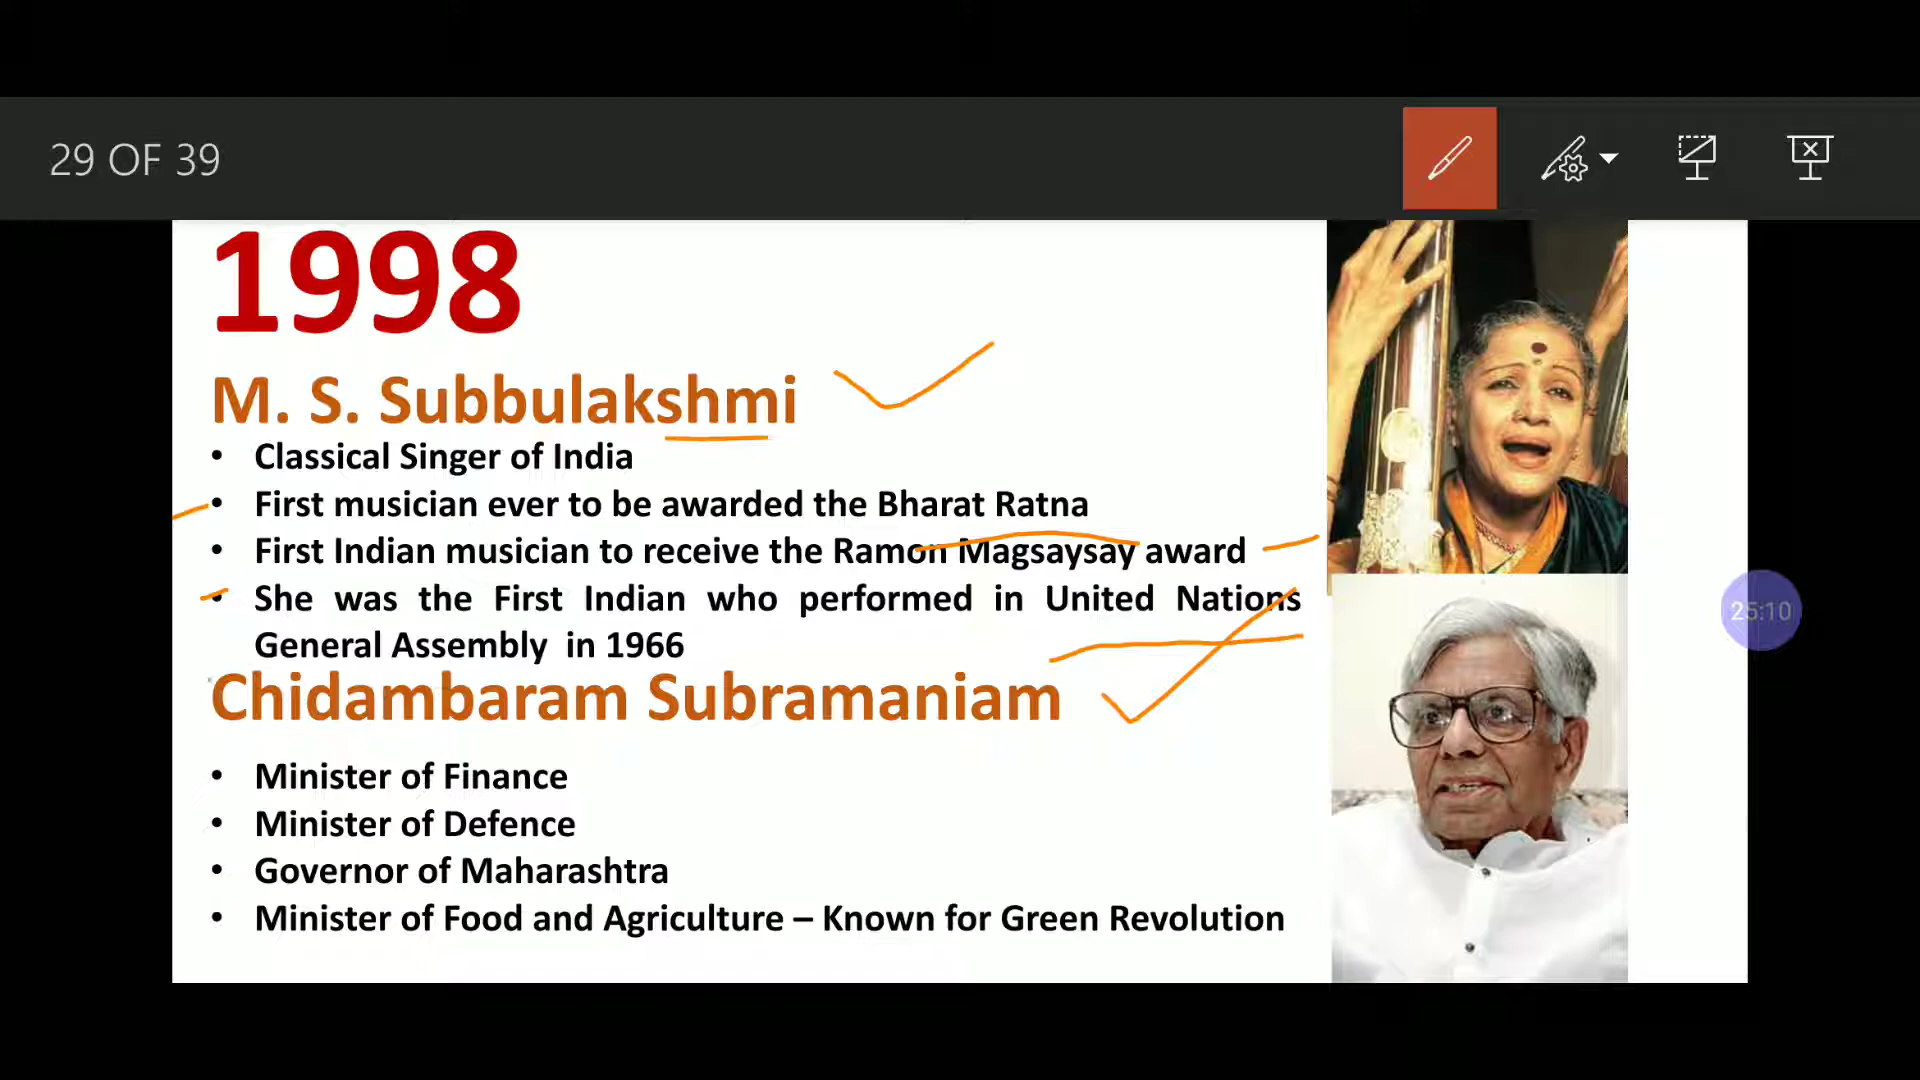 29 OF 39
1998
M. S. Subbulakshmi
• Classical Singer of India
• First musician ever to be awarded the Bharat Ratna
• First Indian musician to receive the Ramon Magsaysay award
• She was the First Indian who performed in United Nations
General Assembly in 1966
25:10
Chidambaram Subramaniam
• Minister of Finance
• Minister of Defence
• Governor of Maharashtra
• Minister of Food and Agriculture – Known for Green Revolution